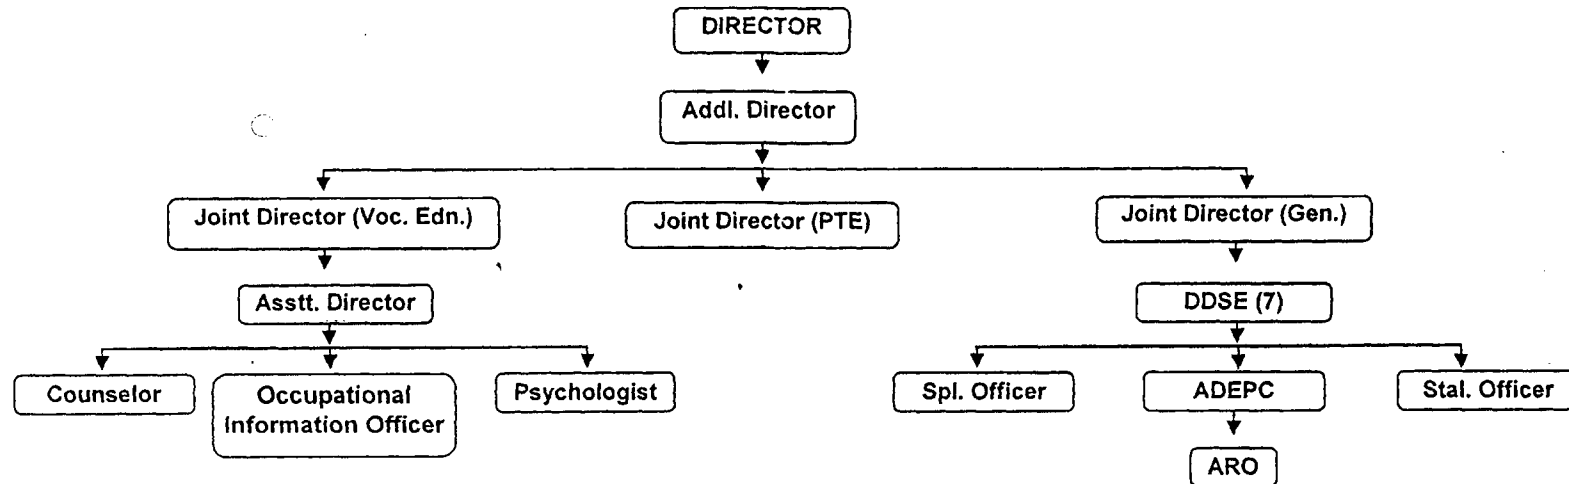 DIRECTOR
Addl. Director
Joint Director (Voc. Edn.)
Joint Director (PTE)
Joint Director (Gen.)
Asstt. Director
DDSE (7)
Counselor
Occupational
Information Officer
Psychologist
Spl. Officer
ADEPC
Stal. Officer
ARO